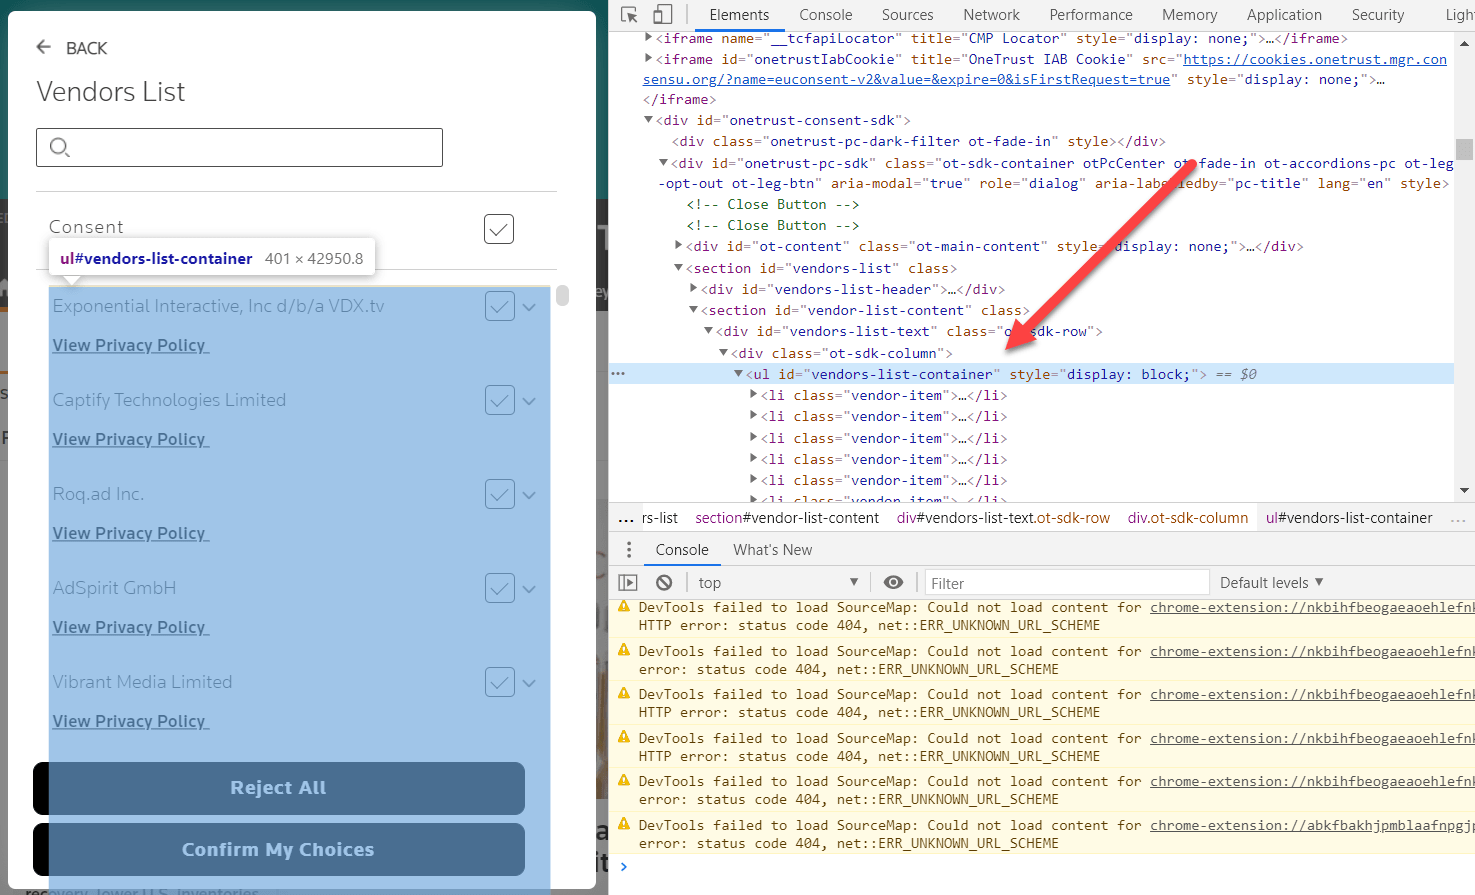 BACK
Vendors List
Consent
ul#vendors-list-container 401 × 42950.8
Exponential Interactive, Inc d/b/a VDX.tv
View Privacy Policy
Captify Technologies Limited
View Privacy Policy
Roq.ad Inc.
View Privacy Policy
AdSpirit GmbH
View Privacy Policy
Vibrant Media Limited
View Privacy Policy
Reject All
Confirm My Choices
Elements Console Sources Network Performance Memory Application Security Ligh
<iframe name="__tcfapiLocator" title="CMP Locator" style="display: none;">…</iframe>
<iframe id="onetrustIabCookie" title="OneTrust IAB Cookie" src="https://cookies.onetrust.mgr.con
sensu.org/?name=euconsent-v2&value=&expire=0&isFirstRequest=true" style="display: none;">…
</iframe>
<div id="onetrust-consent-sdk">
<div class="onetrust-pc-dark-filter ot-fade-in" style></div>
<div id="onetrust-pc-sdk" class="ot-sdk-container otPcCenter ot-fade-in ot-accordions-pc ot-leg
-opt-out ot-leg-btn" aria-modal="true" role="dialog" aria-labelledby="pc-title" lang="en" style>
<!-- Close Button -->
<!-- Close Button -->
<div id="ot-content" class="ot-main-content" style="display: none;">…</div>
<section id="vendors-list" class>
<div id="vendors-list-header">…</div>
<section id="vendor-list-content" class>
<div id="vendors-list-text" class="ot-sdk-row">
<div class="ot-sdk-column">
<ul id="vendors-list-container" style="display: block;"> == $0
<li class="vendor-item">…</li>
<li class="vendor-item">…</li>
<li class="vendor-item">…</li>
<li class="vendor-item">…</li>
<li class="vendor-item">…</li>
<li class="vendor-item">…</li>
… rs-list section#vendor-list-content div#vendors-list-text.ot-sdk-row div.ot-sdk-column ul#vendors-list-container …
Console What's New
top Filter Default levels
DevTools failed to load SourceMap: Could not load content for chrome-extension://nkbihfbeogaeaoehlefnk
HTTP error: status code 404, net::ERR_UNKNOWN_URL_SCHEME
DevTools failed to load SourceMap: Could not load content for chrome-extension://nkbihfbeogaeaoehlefnk
error: status code 404, net::ERR_UNKNOWN_URL_SCHEME
DevTools failed to load SourceMap: Could not load content for chrome-extension://nkbihfbeogaeaoehlefnk
HTTP error: status code 404, net::ERR_UNKNOWN_URL_SCHEME
DevTools failed to load SourceMap: Could not load content for chrome-extension://nkbihfbeogaeaoehlefnk
HTTP error: status code 404, net::ERR_UNKNOWN_URL_SCHEME
DevTools failed to load SourceMap: Could not load content for chrome-extension://nkbihfbeogaeaoehlefnk
error: status code 404, net::ERR_UNKNOWN_URL_SCHEME
DevTools failed to load SourceMap: Could not load content for chrome-extension://abkfbakhjpmblaafnpgjp
error: status code 404, net::ERR_UNKNOWN_URL_SCHEME